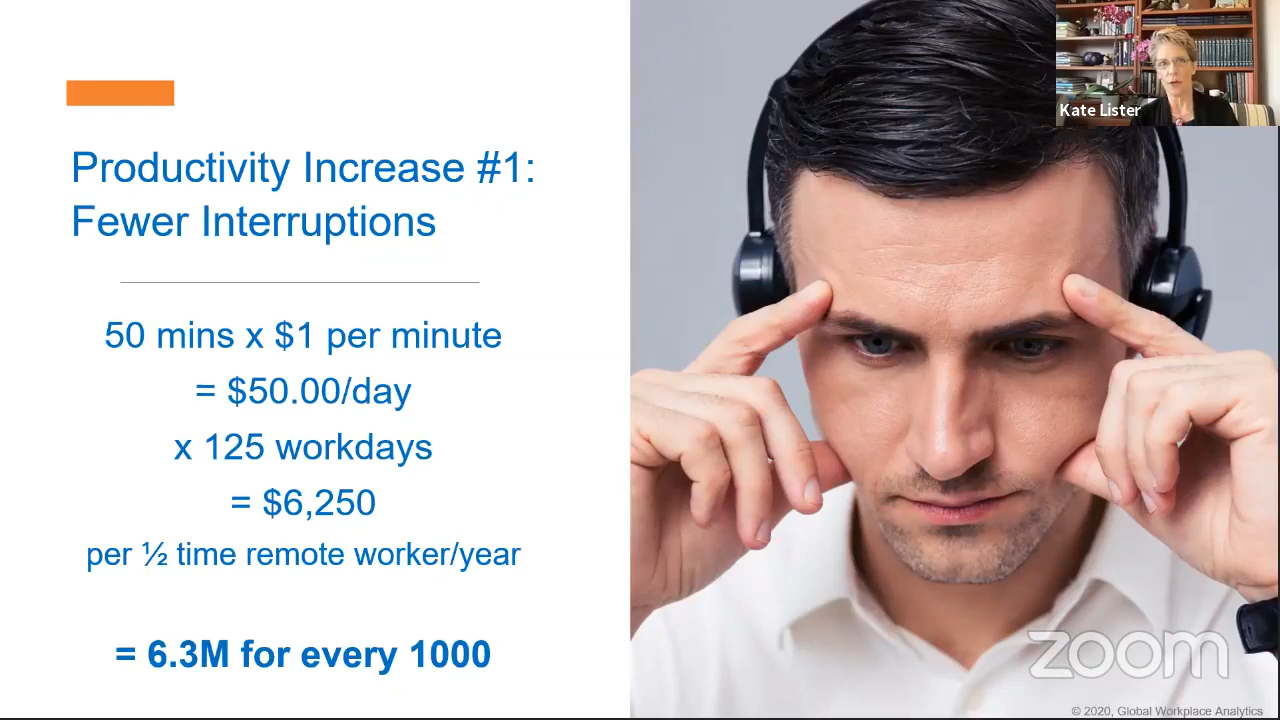 Kate Lister
Productivity Increase #1:
Fewer Interruptions
50 mins x $1 per minute
= $50.00/day
x 125 workdays
= $6,250
per ½ time remote worker/year
= 6.3M for every 1000
zoom
© 2020, Global Workplace Analytics